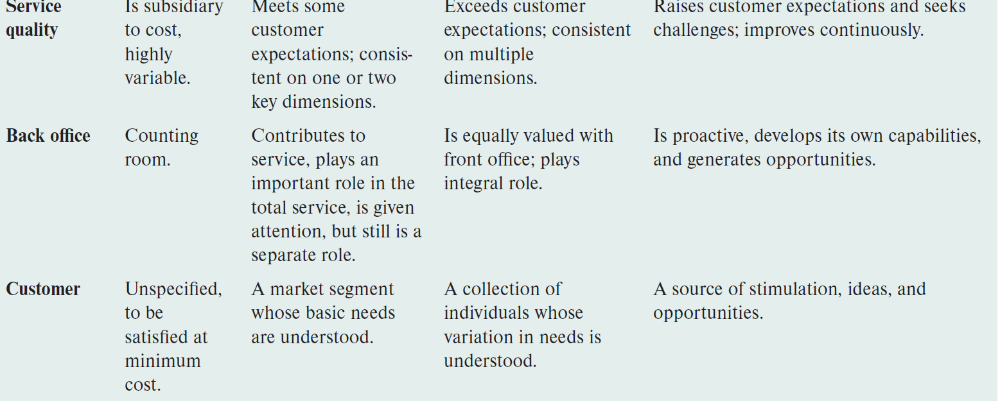 Service quality
Is subsidiary
to cost,
highly
variable.
Meets some
customer
expectations; consis-
tent on one or two
key dimensions.
Exceeds customer
expectations; consistent
on multiple
dimensions.
Raises customer expectations and seeks
challenges; improves continuously.
Back office
Counting
room.
Contributes to
service, plays an
important role in the
total service, is given
attention, but still is a
separate role.
Is equally valued with
front office; plays
integral role.
Is proactive, develops its own capabilities,
and generates opportunities.
Customer
Unspecified,
to be
satisfied at
minimum
cost.
A market segment
whose basic needs
are understood.
A collection of
individuals whose
variation in needs is
understood.
A source of stimulation, ideas, and
opportunities.